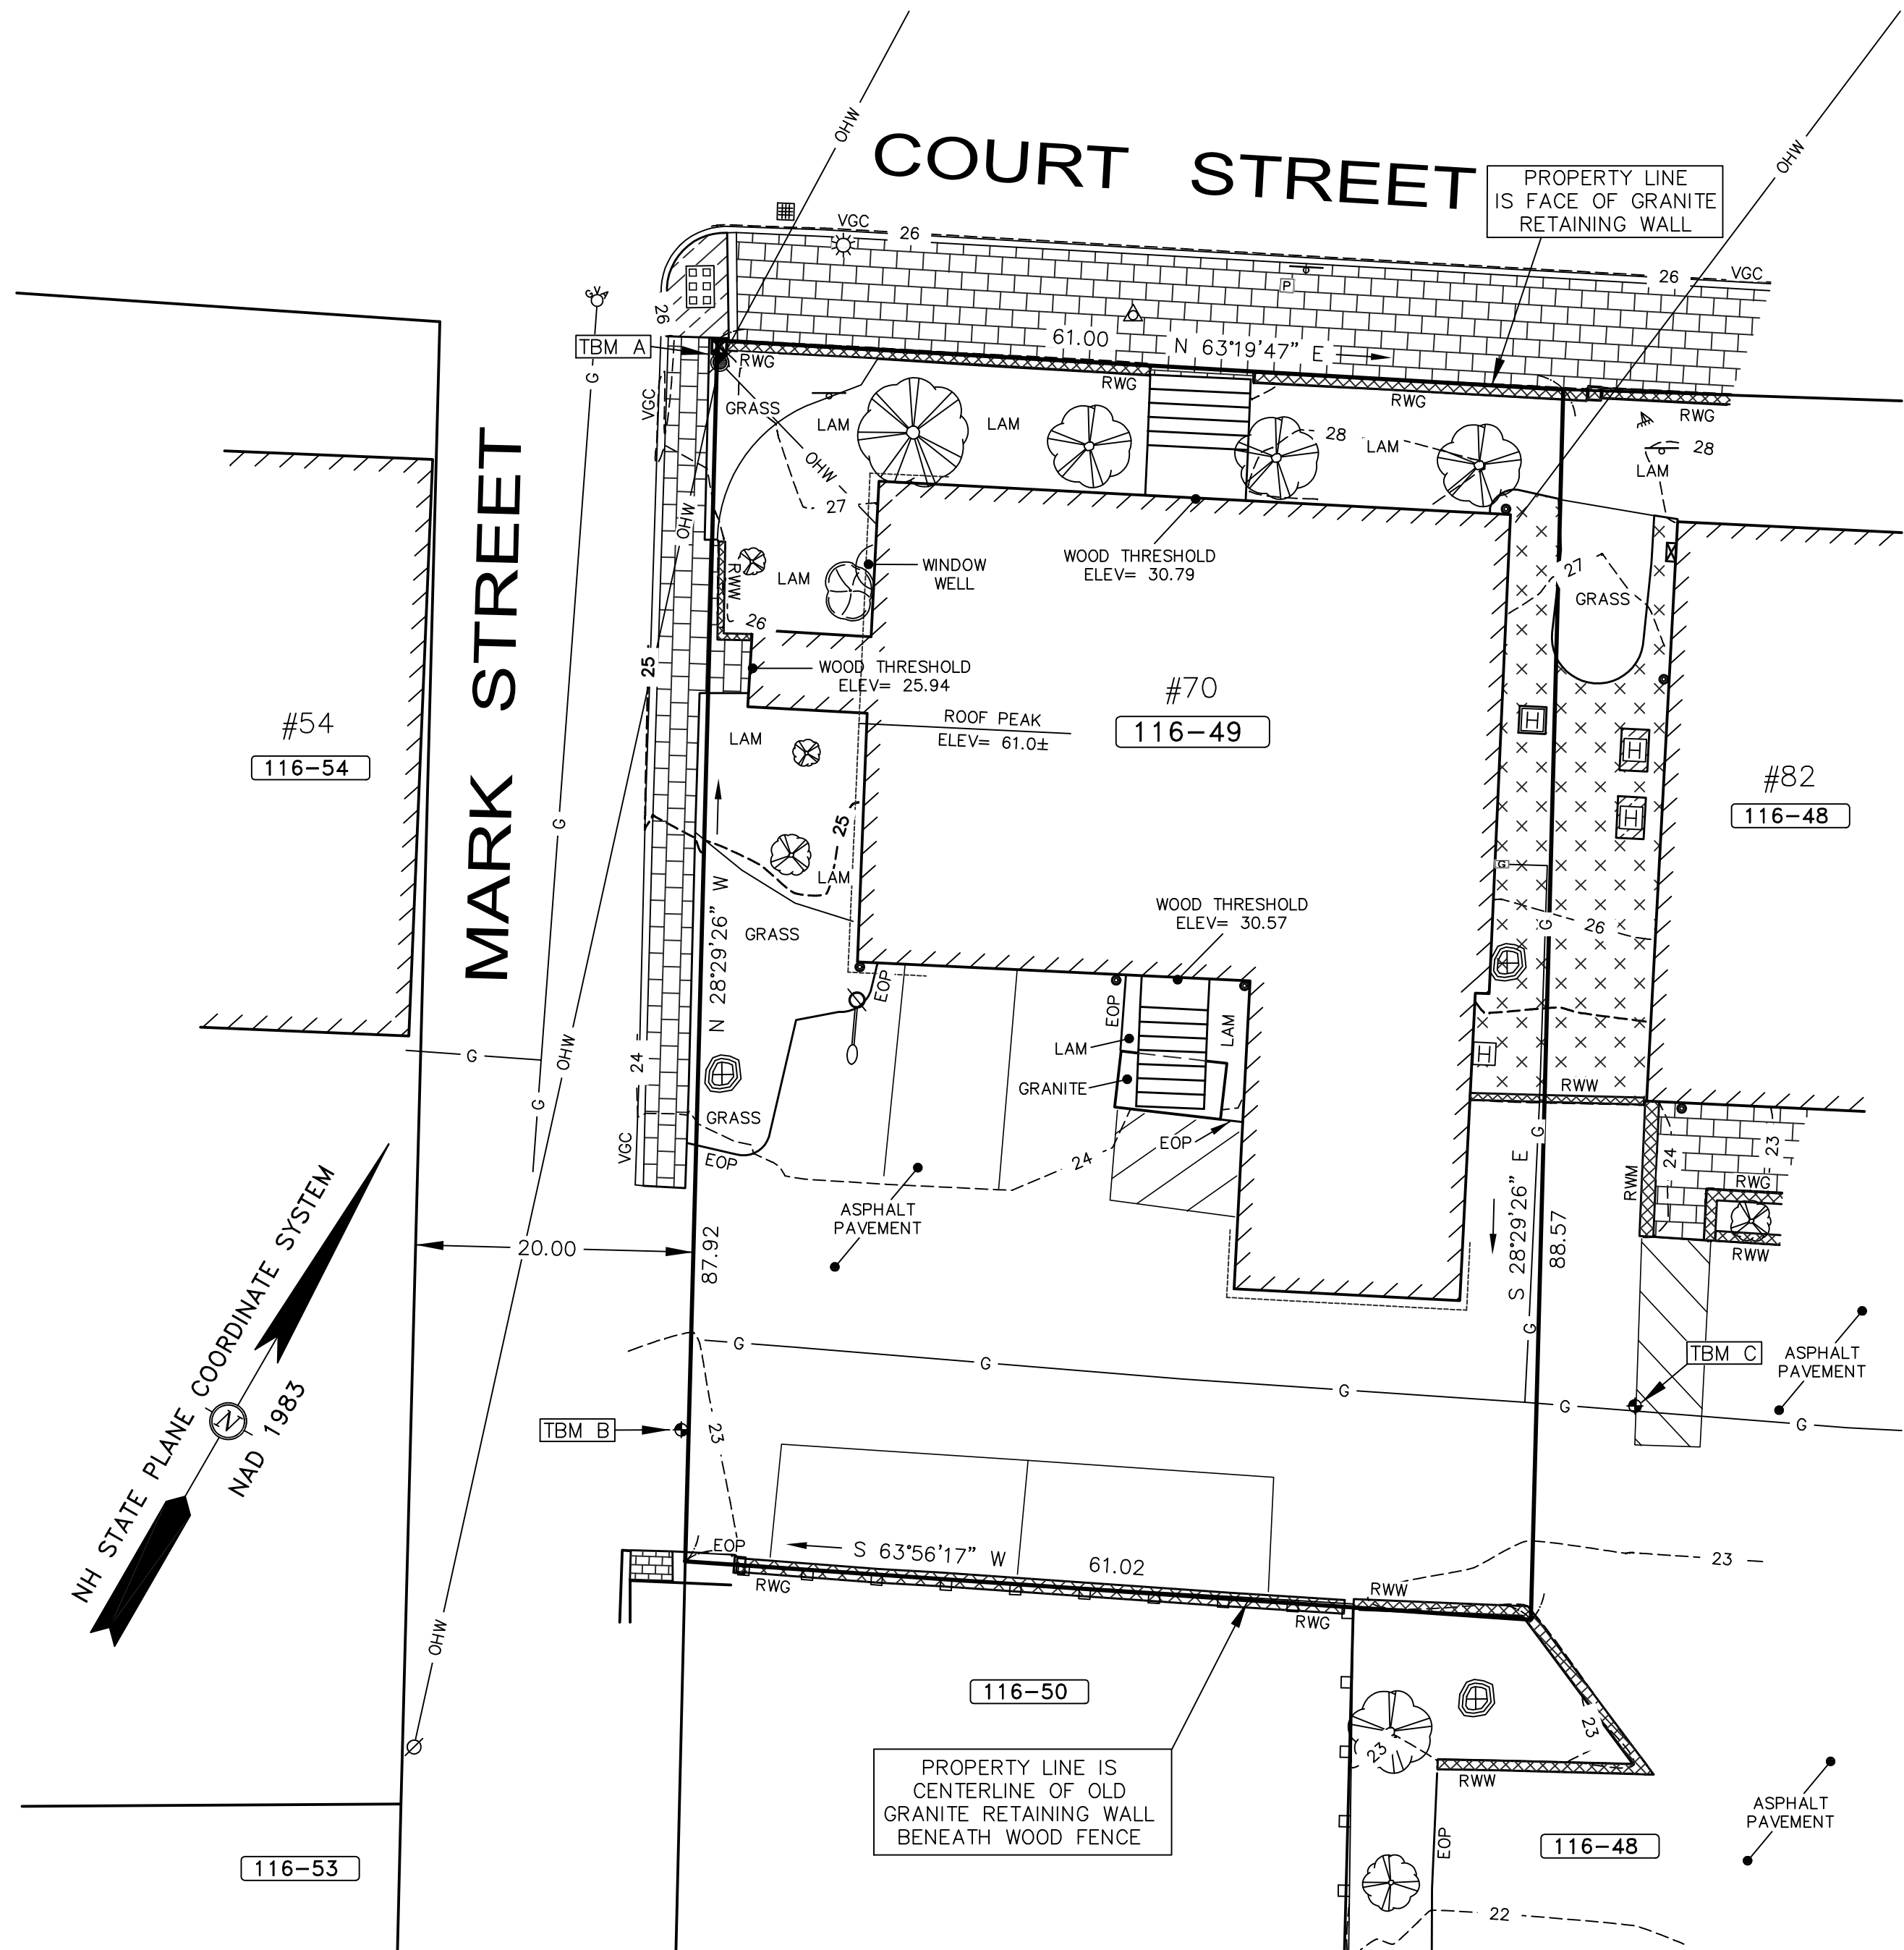 COURT STREET
OHW
OHW
PROPERTY LINE
IS FACE OF GRANITE
RETAINING WALL
VGC
26
26
VGC
26
GV
P
TBM A
RWG
61.00
N 63°19'47" E
RWG
RWG
RWG
G
VGC
GRASS
LAM
LAM
28
LAM
28
LAM
OHW
OHW
27
MARK STREET
RWW
LAM
WINDOW
WELL
WOOD THRESHOLD
ELEV= 30.79
27
GRASS
26
25
WOOD THRESHOLD
ELEV= 25.94
#54
116-54
LAM
ROOF PEAK
ELEV= 61.0±
#70
116-49
H
H
H
#82
116-48
G
25
LAM
G
N 28°29'26" W
GRASS
WOOD THRESHOLD
ELEV= 30.57
G
26
EOP
EOP
LAM
LAM
GRANITE
H
RWW
G
24
OHW
G
GRASS
VGC
EOP
24
EOP
G
S 28°29'26" E
88.57
RWM
24
23
RWG
RWW
ASPHALT
PAVEMENT
20.00
87.92
NH STATE PLANE COORDINATE SYSTEM
N
NAD 1983
G
G
G
G
G
G
TBM C
ASPHALT
PAVEMENT
TBM B
23
EOP
S 63°56'17" W
61.02
23
RWG
RWG
RWW
OHW
116-50
23
23
RWW
PROPERTY LINE IS
CENTERLINE OF OLD
GRANITE RETAINING WALL
BENEATH WOOD FENCE
ASPHALT
PAVEMENT
EOP
116-48
116-53
22